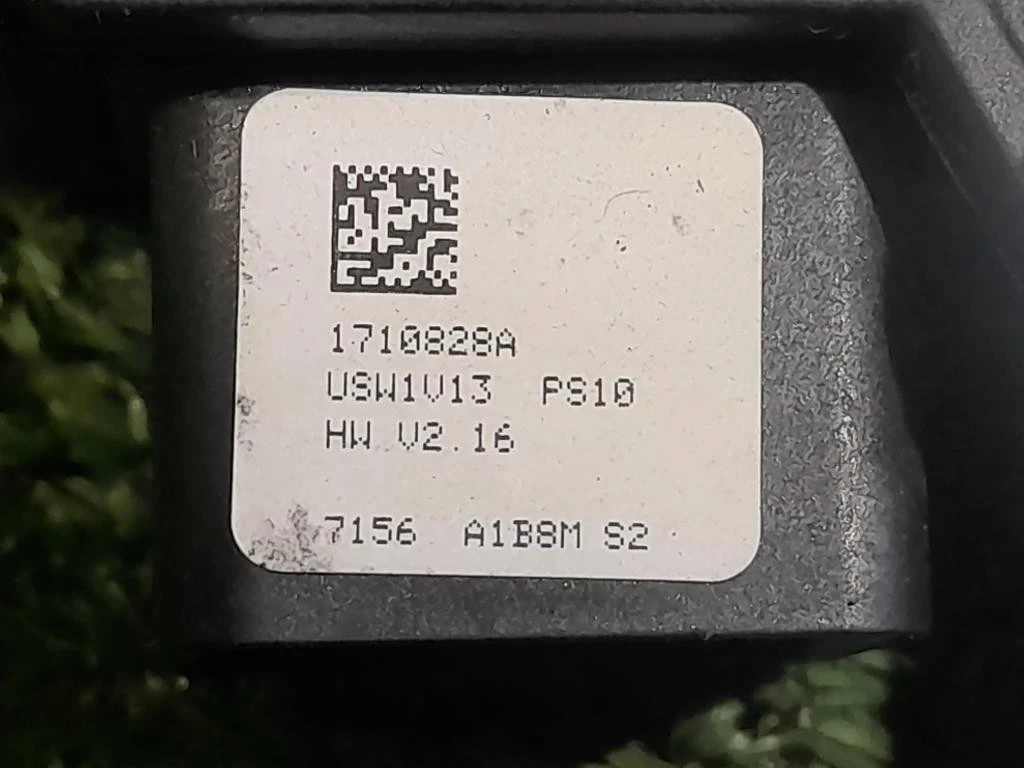 1710828A
USW1V13 PS10
HW V2.16
7156 A1B8M S2